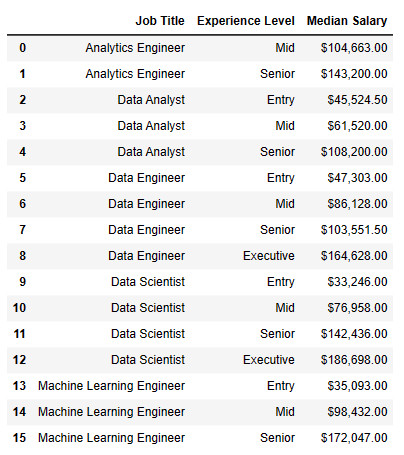 Job Title Experience Level Median Salary
0 Analytics Engineer Mid $104,663.00
1 Analytics Engineer Senior $143,200.00
2 Data Analyst Entry $45,524.50
3 Data Analyst Mid $61,520.00
4 Data Analyst Senior $108,200.00
5 Data Engineer Entry $47,303.00
6 Data Engineer Mid $86,128.00
7 Data Engineer Senior $103,551.50
8 Data Engineer Executive $164,628.00
9 Data Scientist Entry $33,246.00
10 Data Scientist Mid $76,958.00
11 Data Scientist Senior $142,436.00
12 Data Scientist Executive $186,698.00
13 Machine Learning Engineer Entry $35,093.00
14 Machine Learning Engineer Mid $98,432.00
15 Machine Learning Engineer Senior $172,047.00